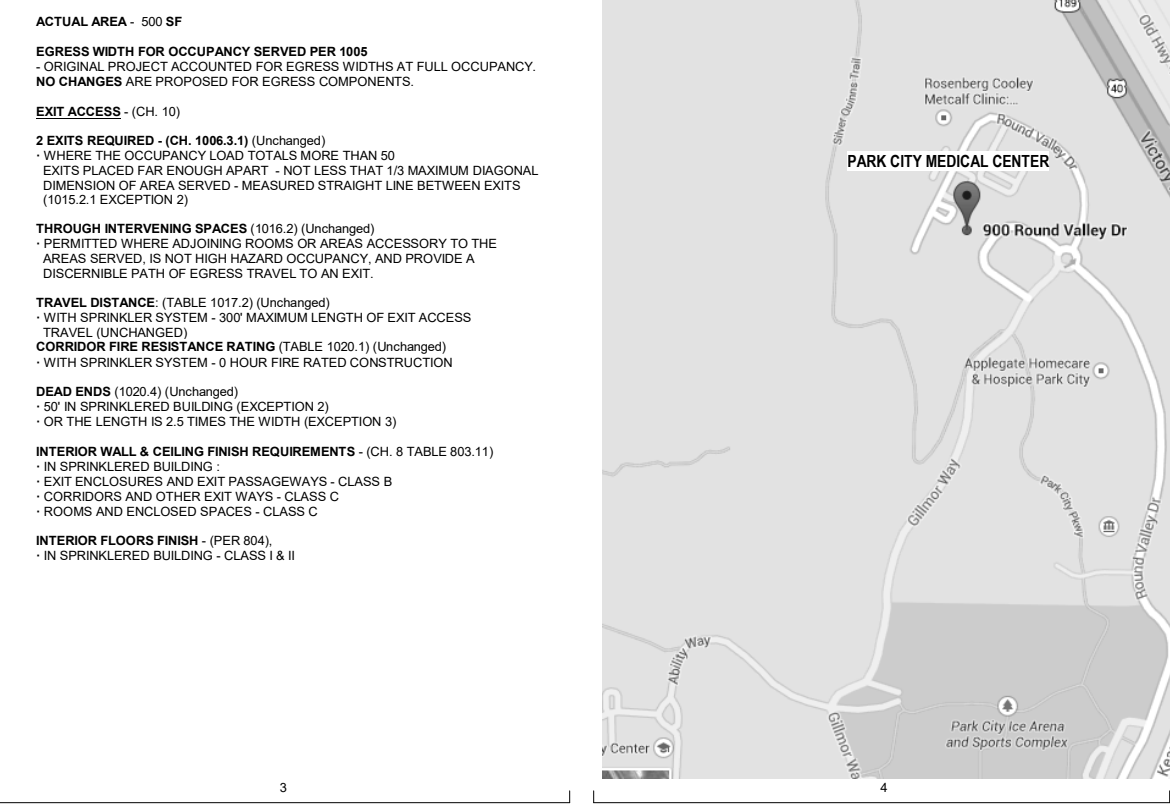 ACTUAL AREA - 500 SF
EGRESS WIDTH FOR OCCUPANCY SERVED PER 1005
- ORIGINAL PROJECT ACCOUNTED FOR EGRESS WIDTHS AT FULL OCCUPANCY.
NO CHANGES ARE PROPOSED FOR EGRESS COMPONENTS.
EXIT ACCESS - (CH. 10)
2 EXITS REQUIRED - (CH. 1006.3.1) (Unchanged)
· WHERE THE OCCUPANCY LOAD TOTALS MORE THAN 50
EXITS PLACED FAR ENOUGH APART - NOT LESS THAT 1/3 MAXIMUM DIAGONAL
DIMENSION OF AREA SERVED - MEASURED STRAIGHT LINE BETWEEN EXITS
(1015.2.1 EXCEPTION 2)
THROUGH INTERVENING SPACES (1016.2) (Unchanged)
· PERMITTED WHERE ADJOINING ROOMS OR AREAS ACCESSORY TO THE
AREAS SERVED, IS NOT HIGH HAZARD OCCUPANCY, AND PROVIDE A
DISCERNIBLE PATH OF EGRESS TRAVEL TO AN EXIT.
TRAVEL DISTANCE: (TABLE 1017.2) (Unchanged)
· WITH SPRINKLER SYSTEM - 300' MAXIMUM LENGTH OF EXIT ACCESS
TRAVEL (UNCHANGED)
CORRIDOR FIRE RESISTANCE RATING (TABLE 1020.1) (Unchanged)
· WITH SPRINKLER SYSTEM - 0 HOUR FIRE RATED CONSTRUCTION
DEAD ENDS (1020.4) (Unchanged)
· 50' IN SPRINKLERED BUILDING (EXCEPTION 2)
· OR THE LENGTH IS 2.5 TIMES THE WIDTH (EXCEPTION 3)
INTERIOR WALL & CEILING FINISH REQUIREMENTS - (CH. 8 TABLE 803.11)
· IN SPRINKLERED BUILDING :
· EXIT ENCLOSURES AND EXIT PASSAGEWAYS - CLASS B
· CORRIDORS AND OTHER EXIT WAYS - CLASS C
· ROOMS AND ENCLOSED SPACES - CLASS C
INTERIOR FLOORS FINISH - (PER 804),
· IN SPRINKLERED BUILDING - CLASS I & II
3
189
Old Hwy
40
Victory
Silver Quinns Trail
Rosenberg Cooley
Metcalf Clinic:...
Round Valley Dr
PARK CITY MEDICAL CENTER
900 Round Valley Dr
Applegate Homecare
& Hospice Park City
Gillmor Way
Park City Pkwy
Round Valley Dr
Ability Way
Gillmor Wa
Park City Ice Arena
and Sports Complex
y Center
Kea
4